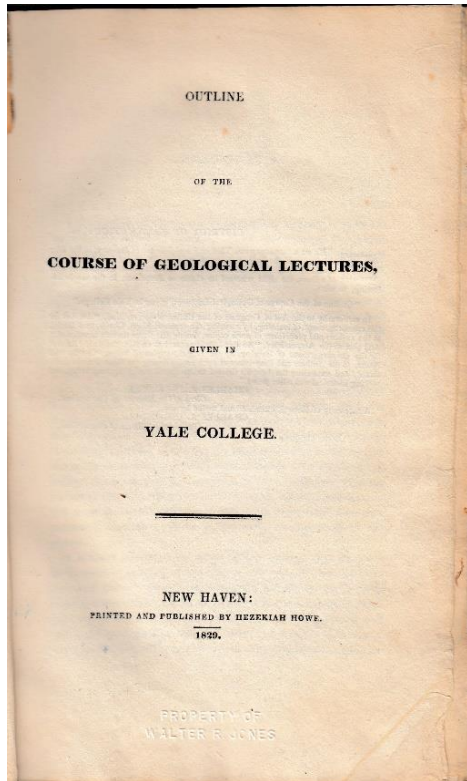 OUTLINE
OF THE
COURSE OF GEOLOGICAL LECTURES,
GIVEN IN
YALE COLLEGE.
NEW HAVEN:
PRINTED AND PUBLISHED BY HEZEKIAH HOWE.
1829.
PROPERTY OF
WALTER R JONES